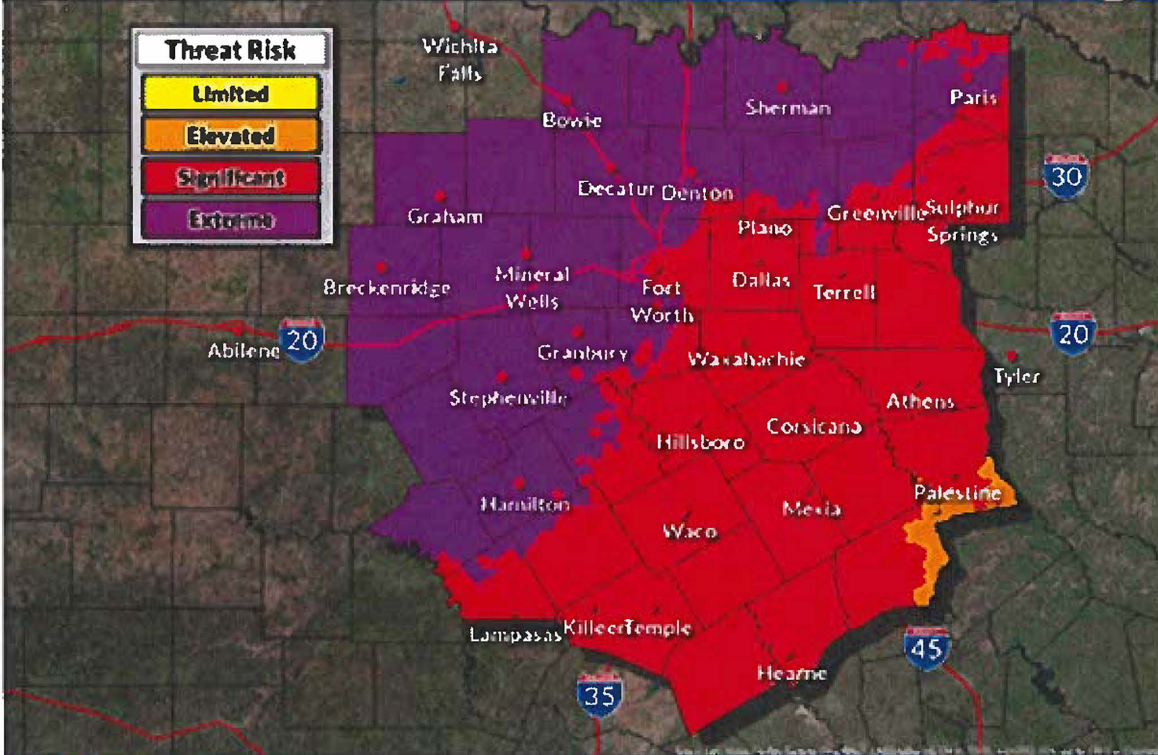 Threat Risk
Limited
Elevated
Significant
Extreme
Wichita
Falls
Bowie
Sherman
Paris
30
Decatur
Denton
Graham
Greenville
Sulphur
Springs
Plano
Breckenridge
Mineral
Wells
Fort
Worth
Dallas
Terrell
Abilene
20
20
Granbury
Waxahachie
Tyler
Stephenville
Athens
Hillsboro
Corsicana
Hamilton
Palestine
Mexia
Waco
Lampasas
Killeen
Temple
45
Hearne
35